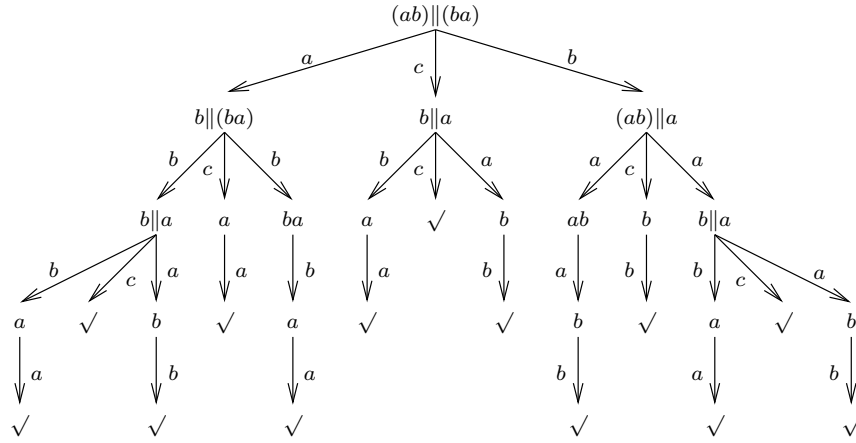 (ab)‖(ba)
a c b
b‖(ba) b‖a (ab)‖a
b c b b c a a c a
b‖a a ba a √ b ab b b‖a
b c a a b a b a b b c a
a √ b √ a √ √ b √ a √ b
a b a b a b
√ √ √ √ √ √